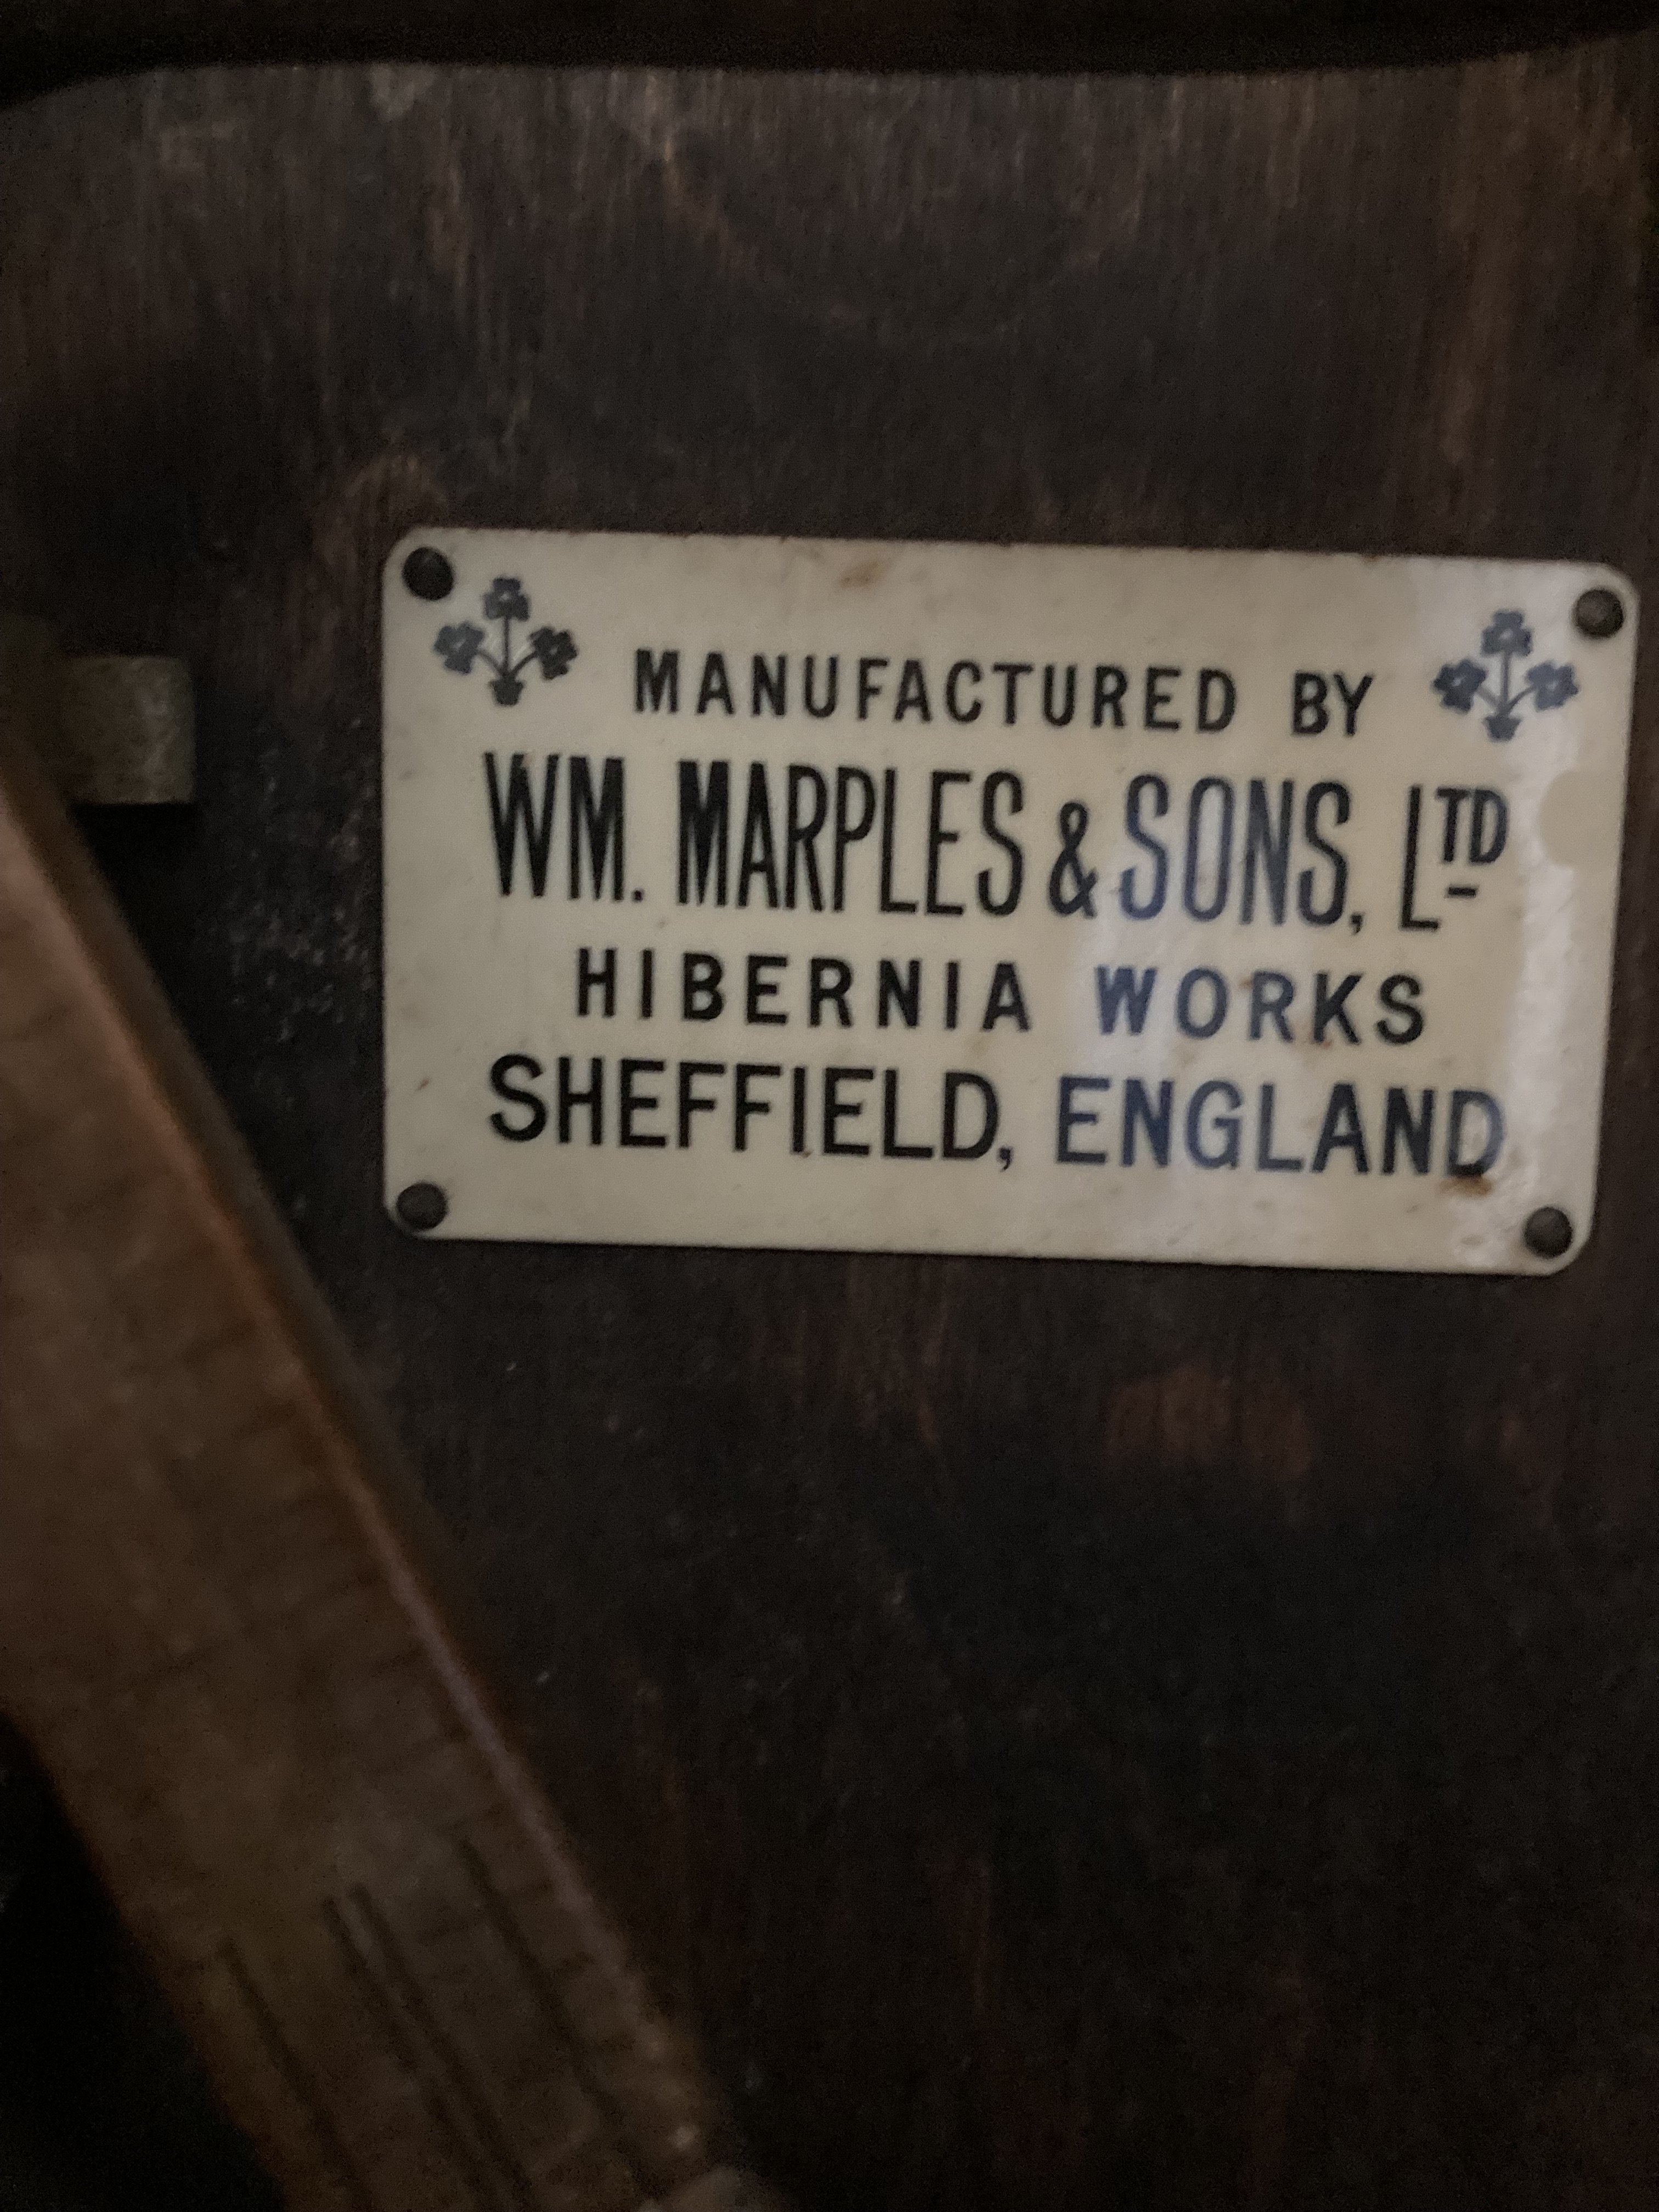 MANUFACTURED BY
WM. MARPLES & SONS, LTD
HIBERNIA WORKS
SHEFFIELD, ENGLAND